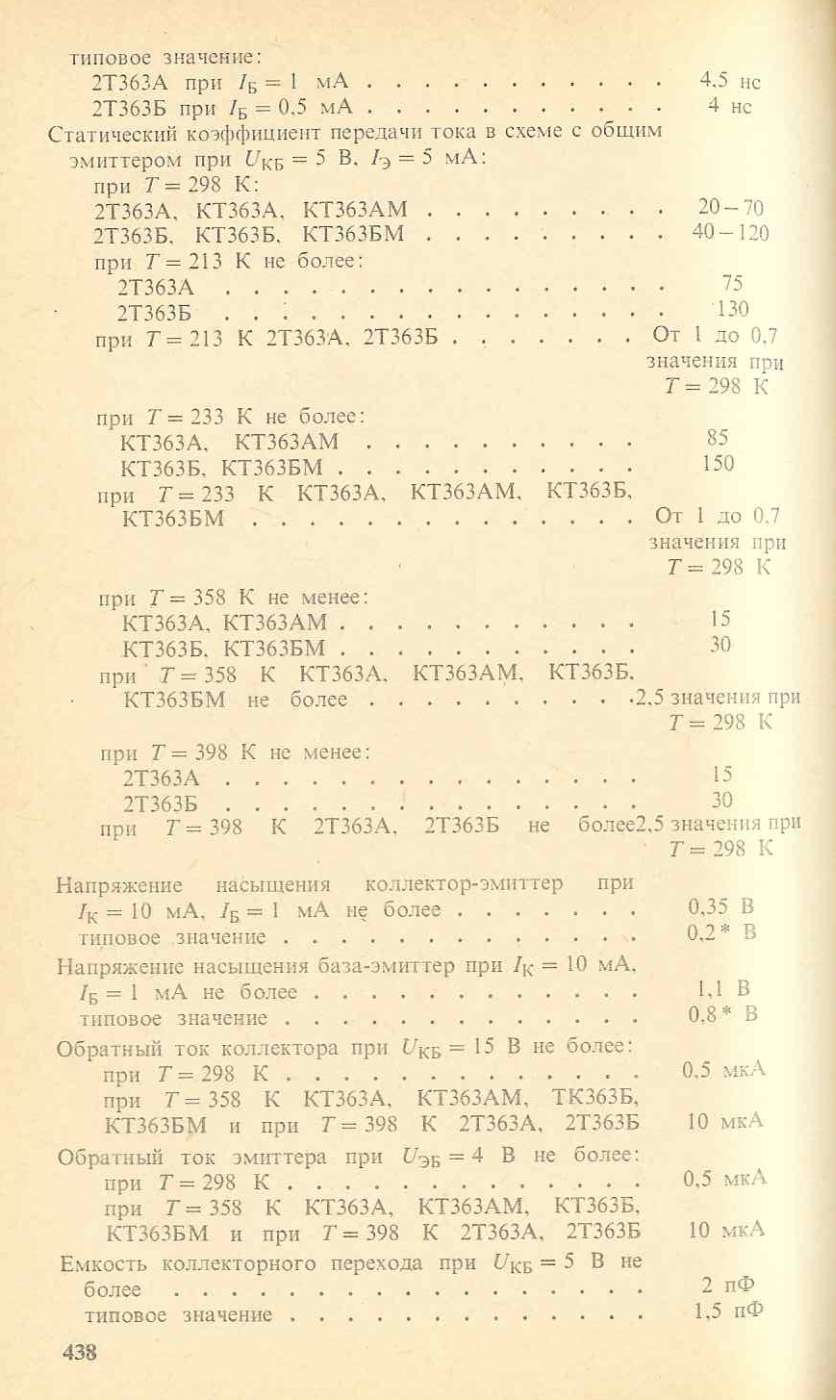 типовое значение:
2Т363А при IБ = 1 мА . . . . . . . . . . . 4,5 нс
2Т363Б при IБ = 0,5 мА . . . . . . . . . . . 4 нс
Статический коэффициент передачи тока в схеме с общим
эмиттером при UКБ = 5 В, IЭ = 5 мА:
при T = 298 К:
2Т363А, КТ363А, КТ363АМ . . . . . . . . . 20 – 70
2Т363Б, КТ363Б, КТ363БМ . . . . . . . . . 40 – 120
при T = 213 К не более:
2Т363А . . . . . . . . . . . . . . . . 75
2Т363Б . . . . . . . . . . . . . . . . 130
при T = 213 К 2Т363А, 2Т363Б . . . . . . . От 1 до 0,7
значения при
T = 298 К
при T = 233 К не более:
КТ363А, КТ363АМ . . . . . . . . . . 85
КТ363Б, КТ363БМ . . . . . . . . . . . 150
при T = 233 К КТ363А, КТ363АМ, КТ363Б,
КТ363БМ . . . . . . . . . . . . . . От 1 до 0,7
значения при
T = 298 К
при T = 358 К не менее:
КТ363А, КТ363АМ . . . . . . . . . . . 15
КТ363Б, КТ363БМ . . . . . . . . . . . 30
при T = 358 К КТ363А, КТ363АМ, КТ363Б,
КТ363БМ не более . . . . . . . . . . 2,5 значения при
T = 298 К
при T = 398 К не менее:
2Т363А . . . . . . . . . . . . . . . 15
2Т363Б . . . . . . . . . . . . . . . 30
при T = 398 К 2Т363А, 2Т363Б не более2,5 значения при
T = 298 К
Напряжение насыщения коллектор-эмиттер при
IК = 10 мА, IБ = 1 мА не более . . . . . . . 0,35 В
типовое значение . . . . . . . . . . . . . 0,2* В
Напряжение насыщения база-эмиттер при IК = 10 мА,
IБ = 1 мА не более . . . . . . . . . . . . 1,1 В
типовое значение . . . . . . . . . . . . . 0,8* В
Обратный ток коллектора при UКБ = 15 В не более:
при T = 298 К . . . . . . . . . . . . . 0,5 мкА
при T = 358 К КТ363А, КТ363АМ, ТК363Б,
КТ363БМ и при T = 398 К 2Т363А, 2Т363Б 10 мкА
Обратный ток эмиттера при UЭБ = 4 В не более:
при T = 298 К . . . . . . . . . . . . . 0,5 мкА
при T = 358 К КТ363А, КТ363АМ, КТ363Б,
КТ363БМ и при T = 398 К 2Т363А, 2Т363Б 10 мкА
Емкость коллекторного перехода при UКБ = 5 В не
более . . . . . . . . . . . . . . . . . 2 пФ
типовое значение . . . . . . . . . . . . . 1,5 пФ
438